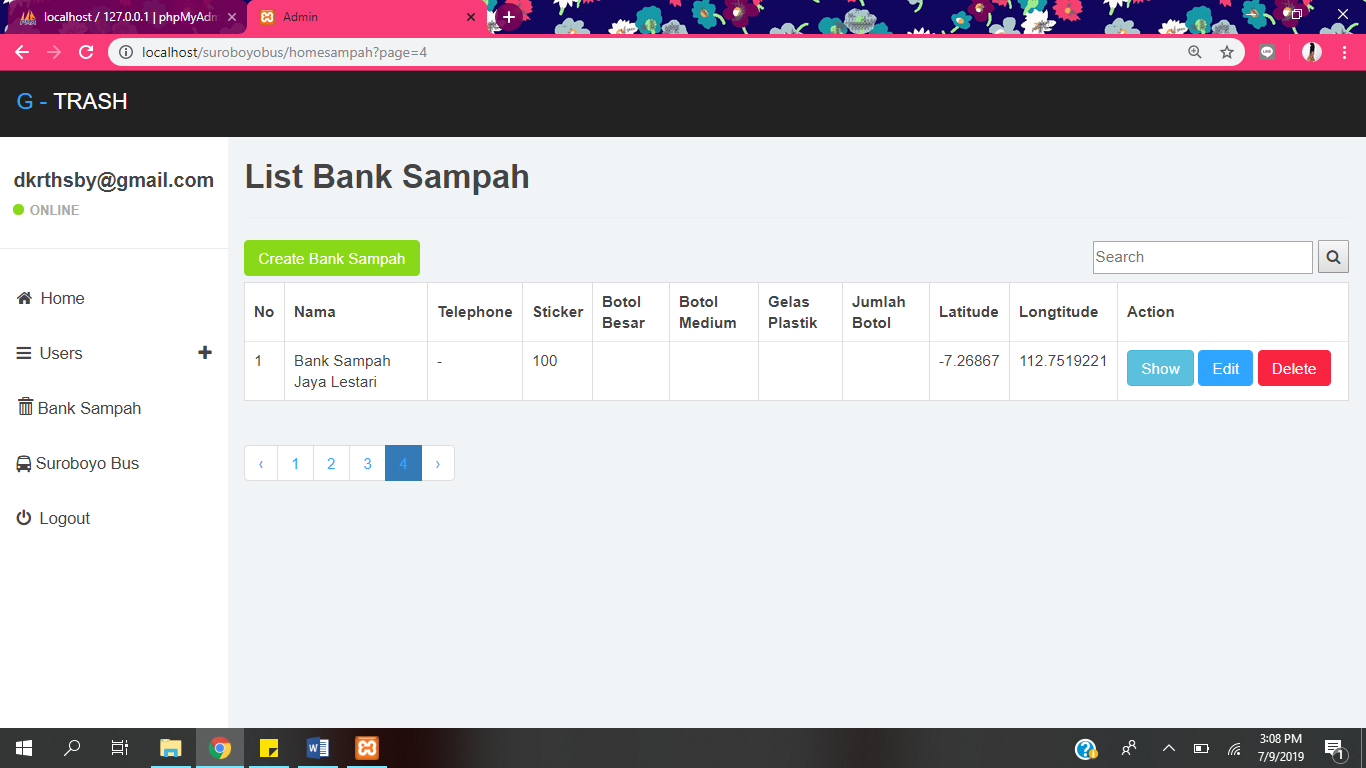 localhost / 127.0.0.1 | phpMyAdm
Admin
localhost/suroboyobus/homesampah?page=4
G - TRASH
dkrthsby@gmail.com
ONLINE
Home
Users
Bank Sampah
Suroboyo Bus
Logout
List Bank Sampah
Create Bank Sampah
Search
No Nama Telephone Sticker Botol Besar Botol Medium Gelas Plastik Jumlah Botol Latitude Longtitude Action
1 Bank Sampah Jaya Lestari - 100 -7.26867 112.7519221 Show Edit Delete
‹ 1 2 3 4 ›
3:08 PM
7/9/2019
1